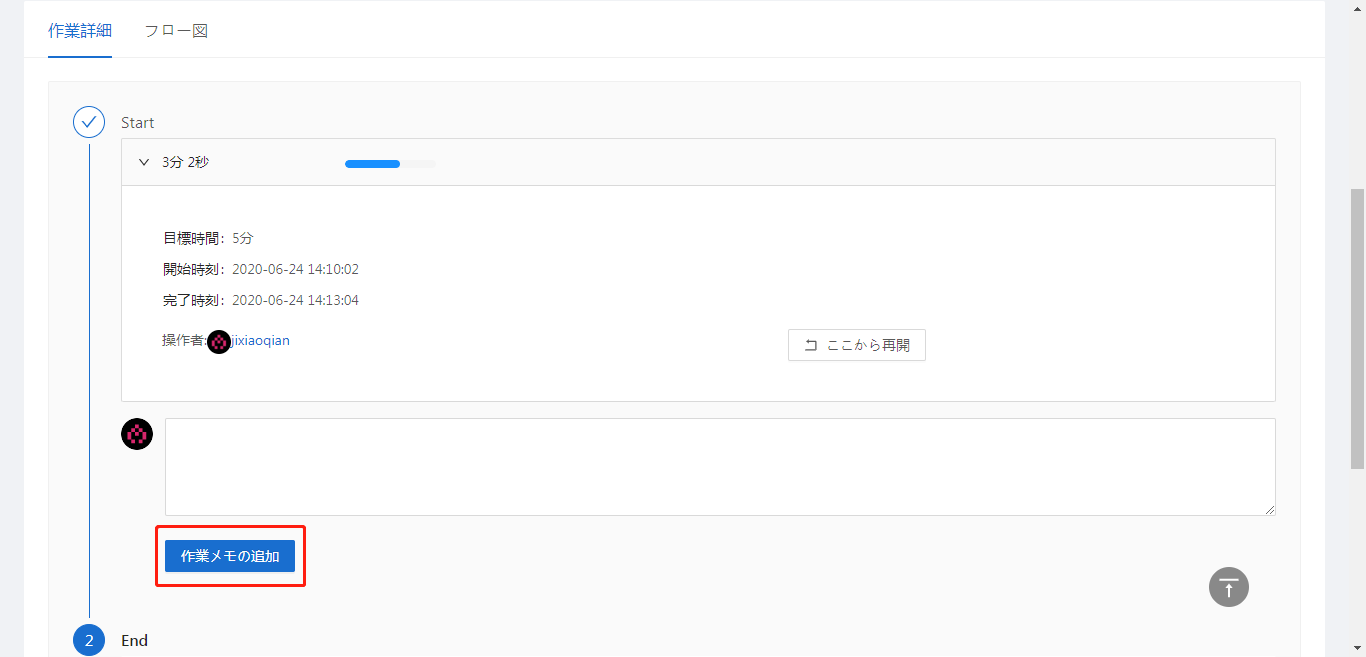 作業詳細 フロー図
Start
3分 2秒
目標時間: 5分
開始時刻: 2020-06-24 14:10:02
完了時刻: 2020-06-24 14:13:04
操作者: jixiaoqian
ここから再開
作業メモの追加
2 End